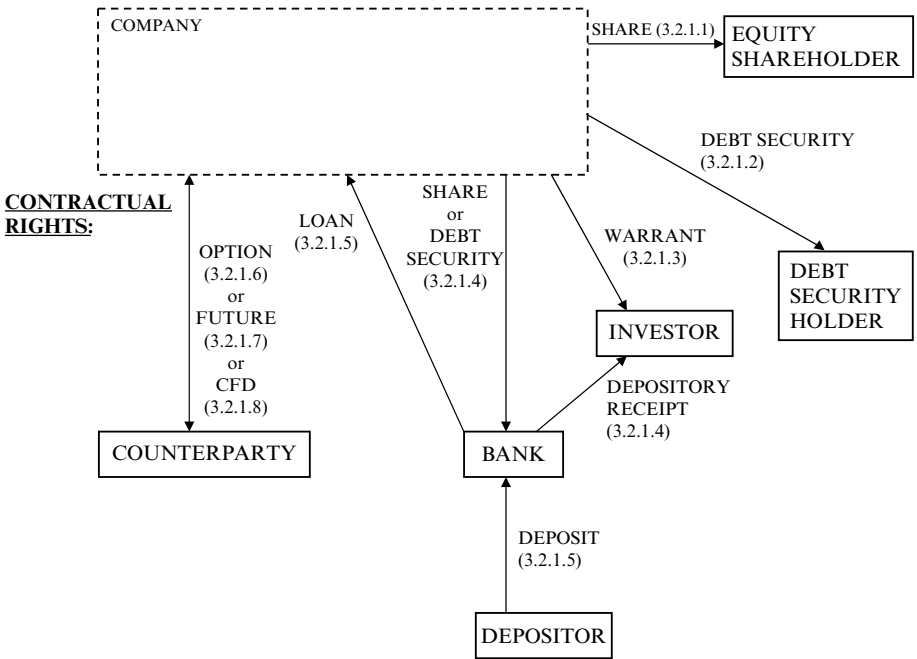 COMPANY
SHARE (3.2.1.1)
EQUITY
SHAREHOLDER
DEBT SECURITY
(3.2.1.2)
CONTRACTUAL
RIGHTS:
OPTION
(3.2.1.6)
or
FUTURE
(3.2.1.7)
or
CFD
(3.2.1.8)
LOAN
(3.2.1.5)
SHARE
or
DEBT
SECURITY
(3.2.1.4)
WARRANT
(3.2.1.3)
DEBT
SECURITY
HOLDER
INVESTOR
DEPOSITORY
RECEIPT
(3.2.1.4)
COUNTERPARTY
BANK
DEPOSIT
(3.2.1.5)
DEPOSITOR